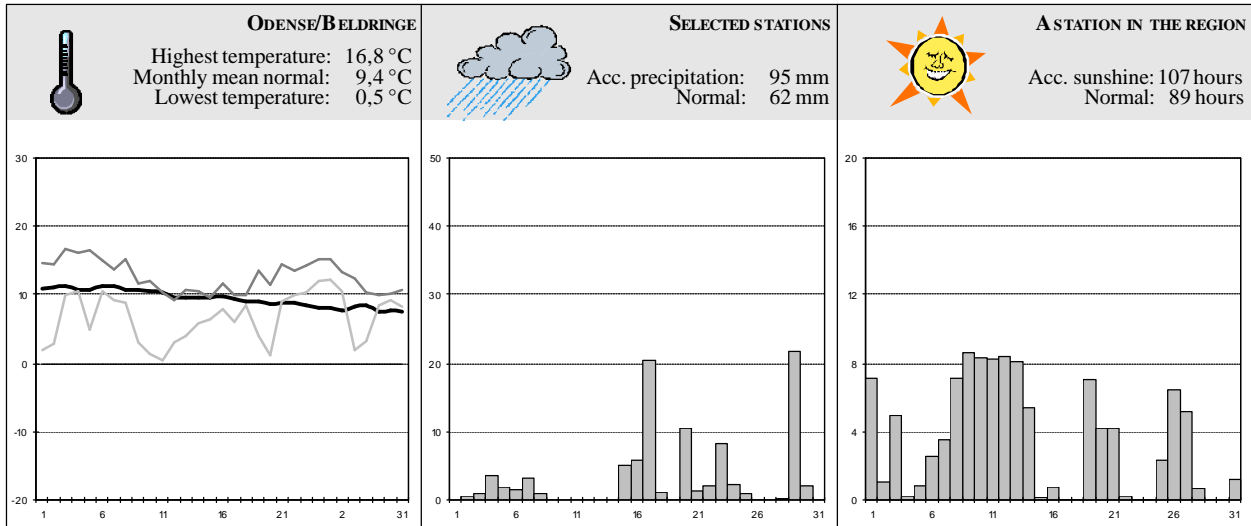 ODENSE/BELDRINGE
Highest temperature: 16,8 °C
Monthly mean normal: 9,4 °C
Lowest temperature: 0,5 °C
30
20
10
0
-10
-20
1 6 11 16 21 2 31
SELECTED STATIONS
Acc. precipitation: 95 mm
Normal: 62 mm
50
40
30
20
10
0
1 6 11 16 21 26 31
A STATION IN THE REGION
Acc. sunshine: 107 hours
Normal: 89 hours
20
16
12
8
4
0
1 6 11 16 21 26 31